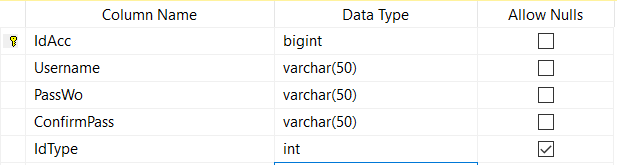 Column Name Data Type Allow Nulls
IdAcc bigint
Username varchar(50)
PassWo varchar(50)
ConfirmPass varchar(50)
IdType int